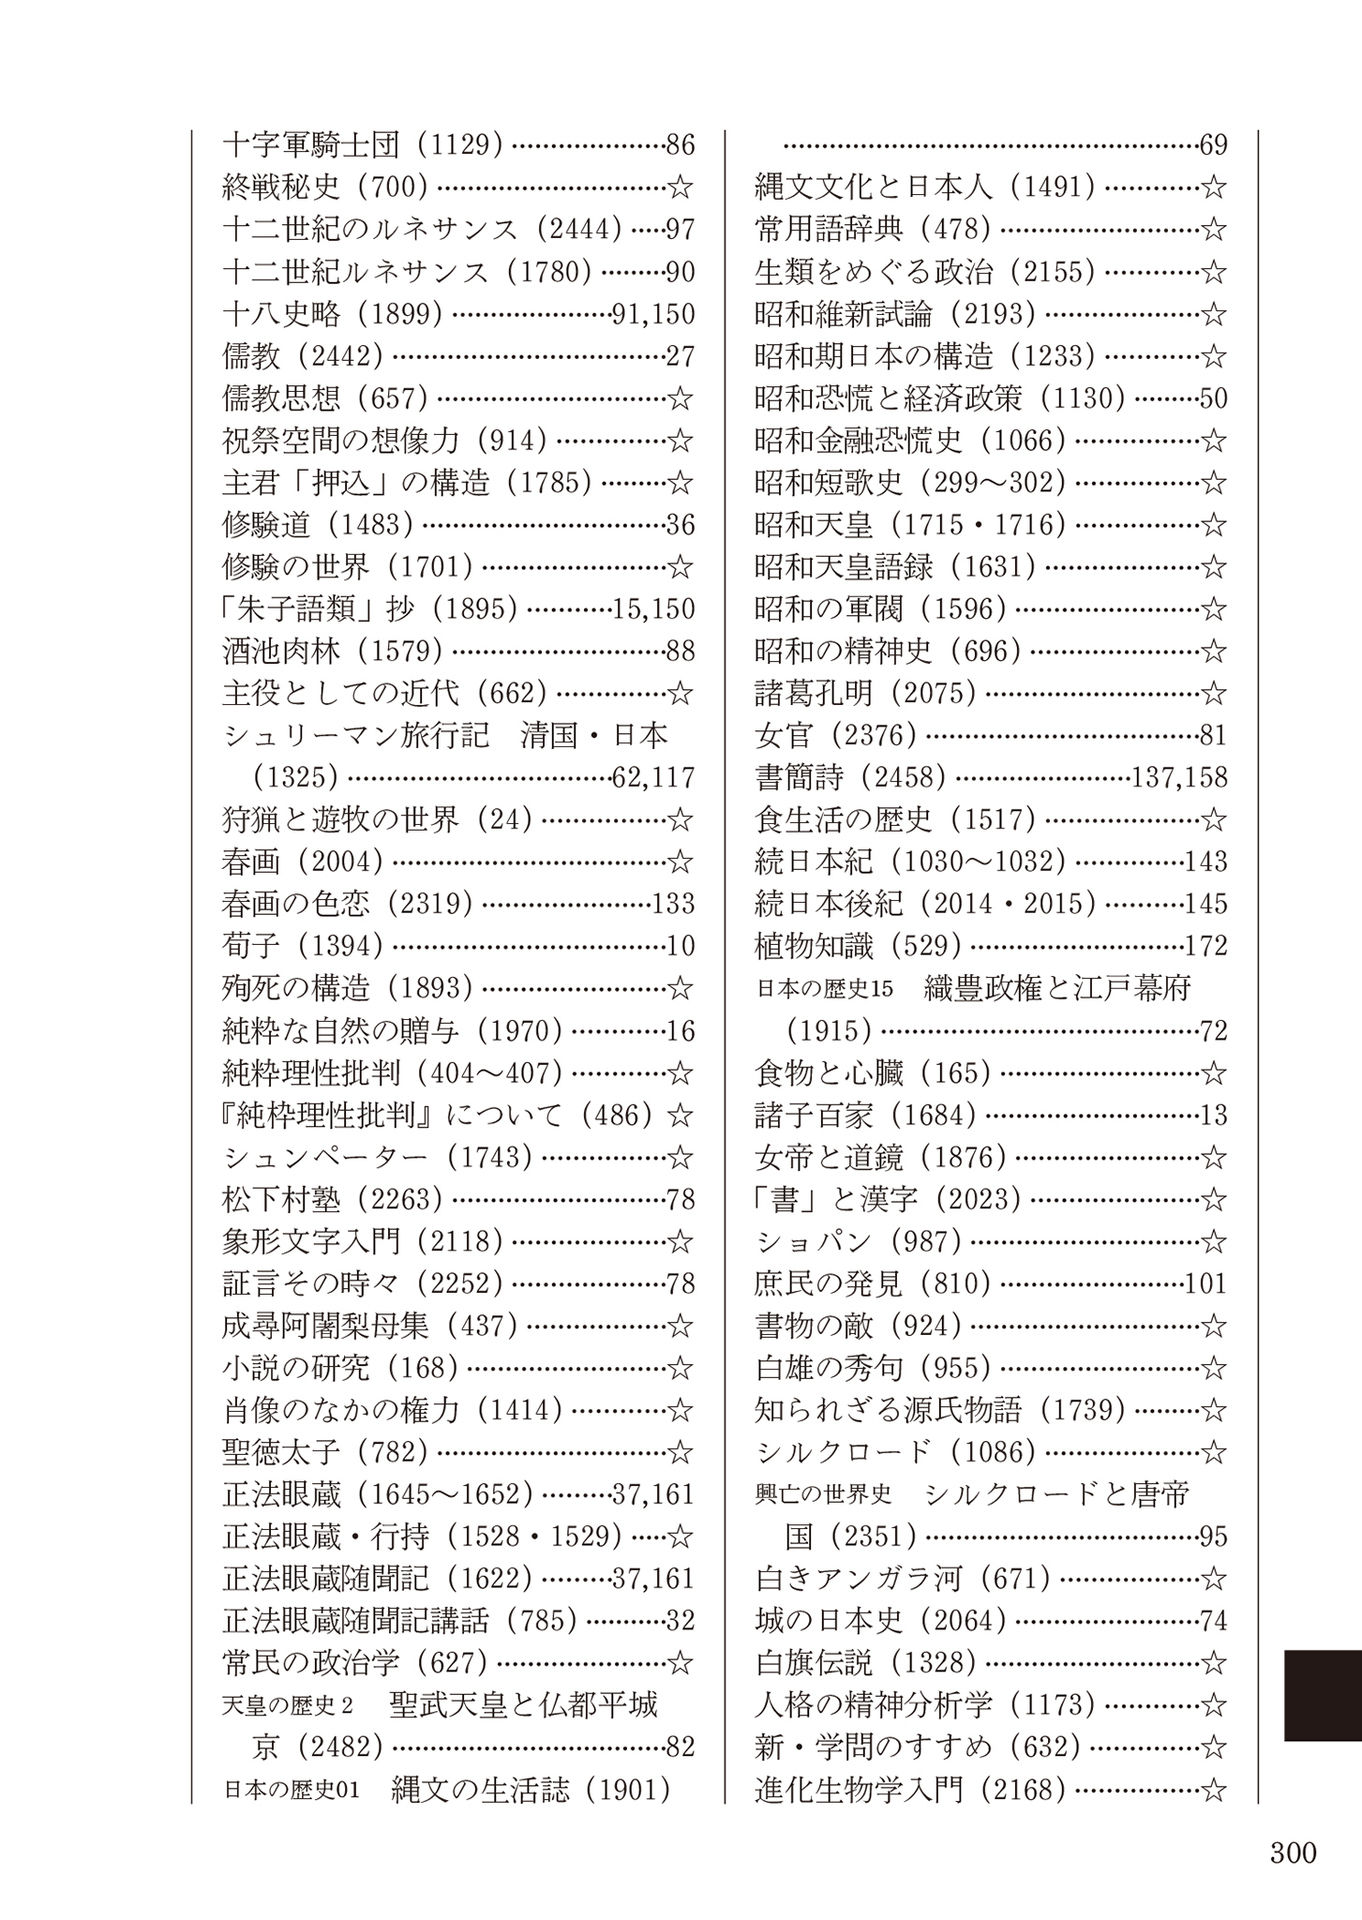 十字軍騎士団（1129）…………………86
終戦秘史（700）…………………………☆
十二世紀のルネサンス（2444）……97
十二世紀ルネサンス（1780）………90
十八史略（1899）…………………91,150
儒教（2442）………………………………27
儒教思想（657）…………………………☆
祝祭空間の想像力（914）……………☆
主君「押込」の構造（1785）………☆
修験道（1483）……………………………36
修験の世界（1701）……………………☆
「朱子語類」抄（1895）…………15,150
酒池肉林（1579）…………………………88
主役としての近代（662）……………☆
シュリーマン旅行記　清国・日本
（1325）………………………………62,117
狩猟と遊牧の世界（24）………………☆
春画（2004）………………………………☆
春画の色恋（2319）……………………133
荀子（1394）………………………………10
殉死の構造（1893）……………………☆
純粋な自然の贈与（1970）…………16
純粋理性批判（404～407）…………☆
『純粋理性批判』について（486）☆
シュンペーター（1743）………………☆
松下村塾（2263）…………………………78
象形文字入門（2118）…………………☆
証言その時々（2252）…………………78
成尋阿闍梨母集（437）………………☆
小説の研究（168）………………………☆
肖像のなかの権力（1414）…………☆
聖徳太子（782）…………………………☆
正法眼蔵（1645～1652）………37,161
正法眼蔵・行持（1528・1529）……☆
正法眼蔵随聞記（1622）………37,161
正法眼蔵随聞記講話（785）…………32
常民の政治学（627）……………………☆
天皇の歴史２　聖武天皇と仏都平城
京（2482）………………………………82
日本の歴史01　縄文の生活誌（1901）
………………………………………………69
縄文文化と日本人（1491）…………☆
常用語辞典（478）………………………☆
生類をめぐる政治（2155）…………☆
昭和維新試論（2193）…………………☆
昭和期日本の構造（1233）…………☆
昭和恐慌と経済政策（1130）………50
昭和金融恐慌史（1066）………………☆
昭和短歌史（299～302）………………☆
昭和天皇（1715・1716）………………☆
昭和天皇語録（1631）…………………☆
昭和の軍閥（1596）……………………☆
昭和の精神史（696）……………………☆
諸葛孔明（2075）…………………………☆
女官（2376）………………………………81
書簡詩（2458）……………………137,158
食生活の歴史（1517）…………………☆
続日本紀（1030～1032）……………143
続日本後紀（2014・2015）…………145
植物知識（529）…………………………172
日本の歴史15　織豊政権と江戸幕府
（1915）……………………………………72
食物と心臓（165）………………………☆
諸子百家（1684）…………………………13
女帝と道鏡（1876）……………………☆
「書」と漢字（2023）…………………☆
ショパン（987）…………………………☆
庶民の発見（810）……………………101
書物の敵（924）…………………………☆
白雄の秀句（955）………………………☆
知られざる源氏物語（1739）………☆
シルクロード（1086）…………………☆
興亡の世界史　シルクロードと唐帝
国（2351）………………………………95
白きアンガラ河（671）………………☆
城の日本史（2064）……………………74
白旗伝説（1328）…………………………☆
人格の精神分析学（1173）…………☆
新・学問のすすめ（632）……………☆
進化生物学入門（2168）………………☆
300